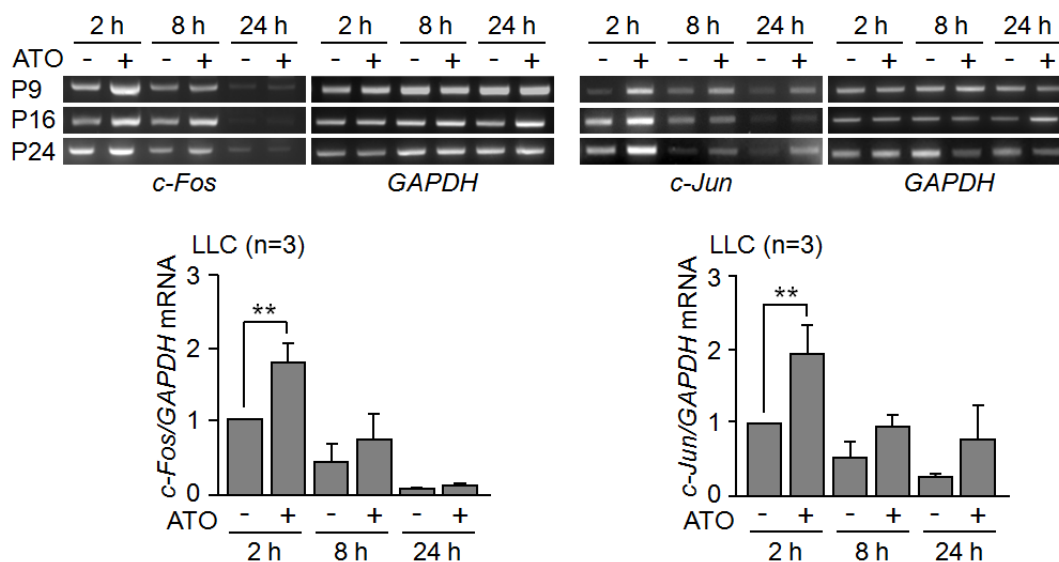 2 h 8 h 24 h 2 h 8 h 24 h 2 h 8 h 24 h 2 h 8 h 24 h
ATO - + - + - + - + - + - + - + - + - + - + - + - +
P9
P16
P24
c-Fos GAPDH c-Jun GAPDH
LLC (n=3)
c-Fos/GAPDH mRNA
3
2
1
0
**
ATO - + - + - +
2 h 8 h 24 h
LLC (n=3)
c-Jun/GAPDH mRNA
3
2
1
0
**
ATO - + - + - +
2 h 8 h 24 h